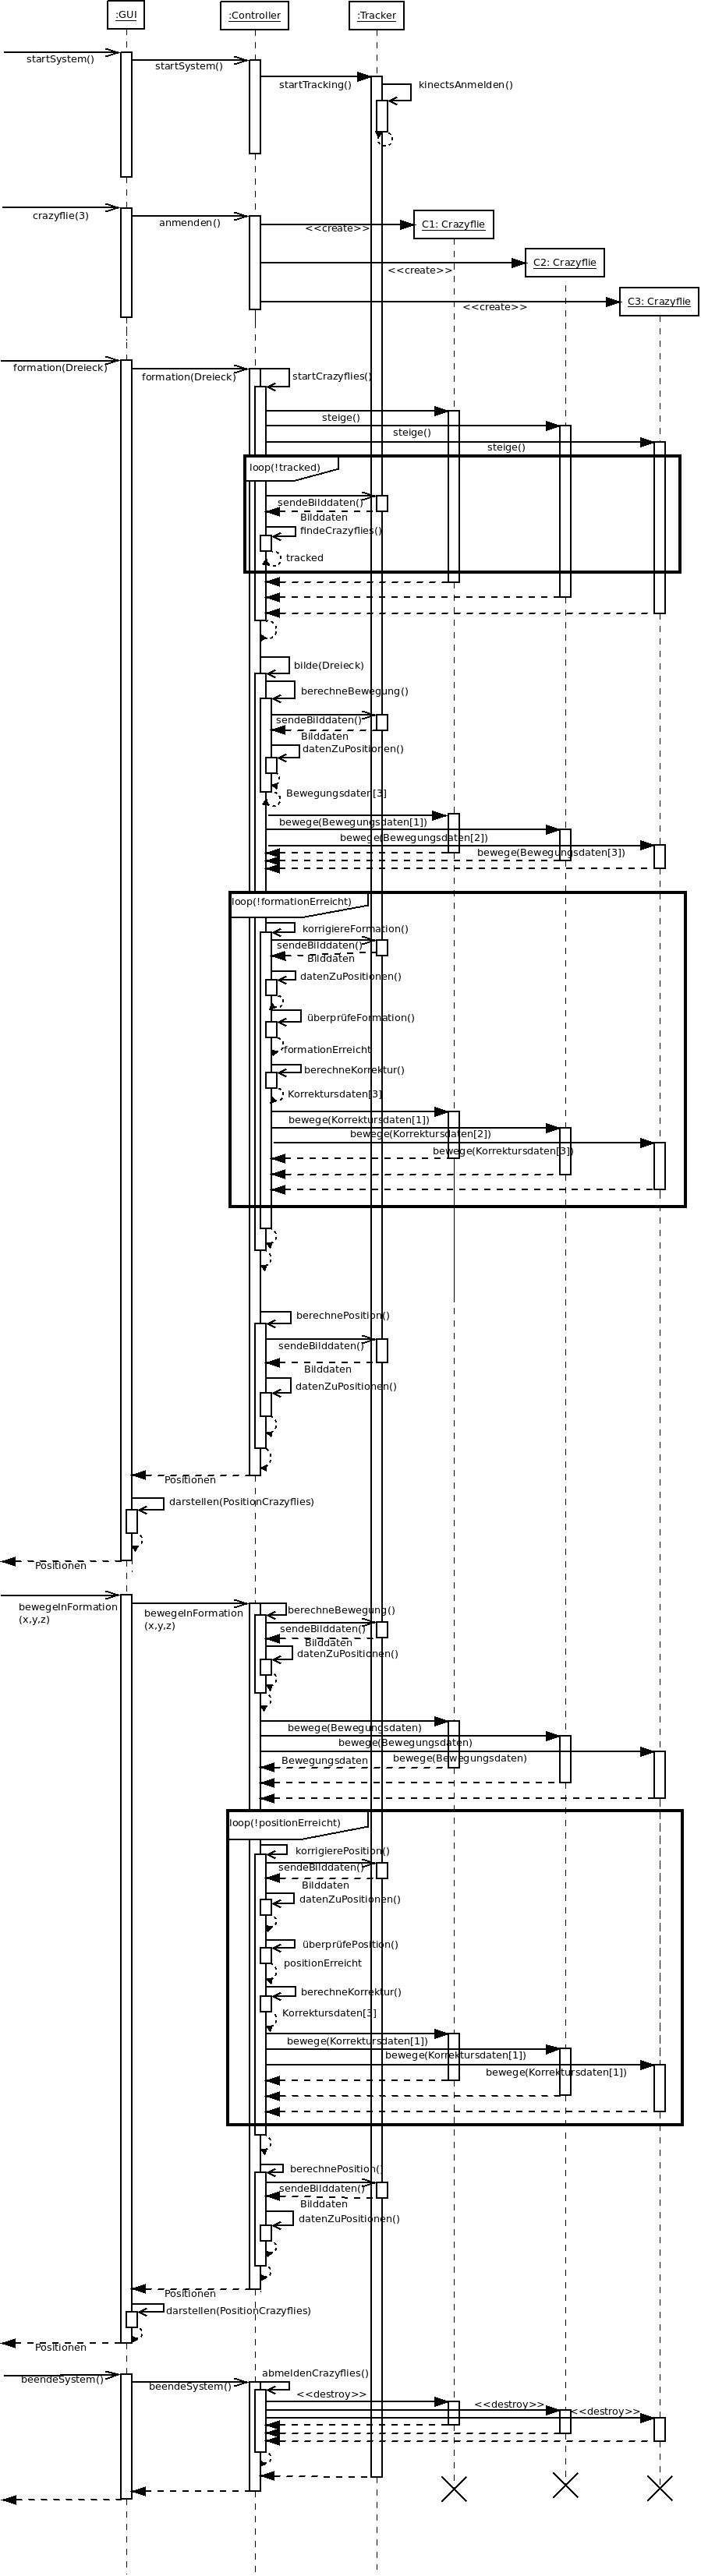 :GUI
:Controller
:Tracker
startSystem()
startSystem()
startTracking()
kinectsAnmelden()
crazyflie(3)
anmenden()
<<create>>
C1: Crazyflie
<<create>>
C2: Crazyflie
<<create>>
C3: Crazyflie
formation(Dreieck)
formation(Dreieck)
startCrazyflies()
steige()
steige()
steige()
loop(!tracked)
sendeBilddaten()
Bilddaten
findeCrazyflies()
tracked
bilde(Dreieck)
berechneBewegung()
sendeBilddaten()
Bilddaten
datenZuPositionen()
Bewegungsdaten[3]
bewege(Bewegungsdaten[1])
bewege(Bewegungsdaten[2])
bewege(Bewegungsdaten[3])
loop(!formationErreicht)
korrigiereFormation()
sendeBilddaten()
Bilddaten
datenZuPositionen()
überprüfeFormation()
formationErreicht
berechneKorrektur()
Korrektursdaten[3]
bewege(Korrektursdaten[1])
bewege(Korrektursdaten[2])
bewege(Korrektursdaten[3])
berechnePosition()
sendeBilddaten()
Bilddaten
datenZuPositionen()
Positionen
darstellen(PositionCrazyflies)
Positionen
bewegeInFormation
(x,y,z)
bewegeInFormation
(x,y,z)
berechneBewegung()
sendeBilddaten()
Bilddaten
datenZuPositionen()
bewege(Bewegungsdaten)
bewege(Bewegungsdaten)
bewege(Bewegungsdaten)
Bewegungsdaten
loop(!positionErreicht)
korrigierePosition()
sendeBilddaten()
Bilddaten
datenZuPositionen()
überprüfePosition()
positionErreicht
berechneKorrektur()
Korrektursdaten[3]
bewege(Korrektursdaten[1])
bewege(Korrektursdaten[1])
bewege(Korrektursdaten[1])
berechnePosition()
sendeBilddaten()
Bilddaten
datenZuPositionen()
Positionen
darstellen(PositionCrazyflies)
Positionen
beendeSystem()
beendeSystem()
abmeldenCrazyflies()
<<destroy>>
<<destroy>>
<<destroy>>